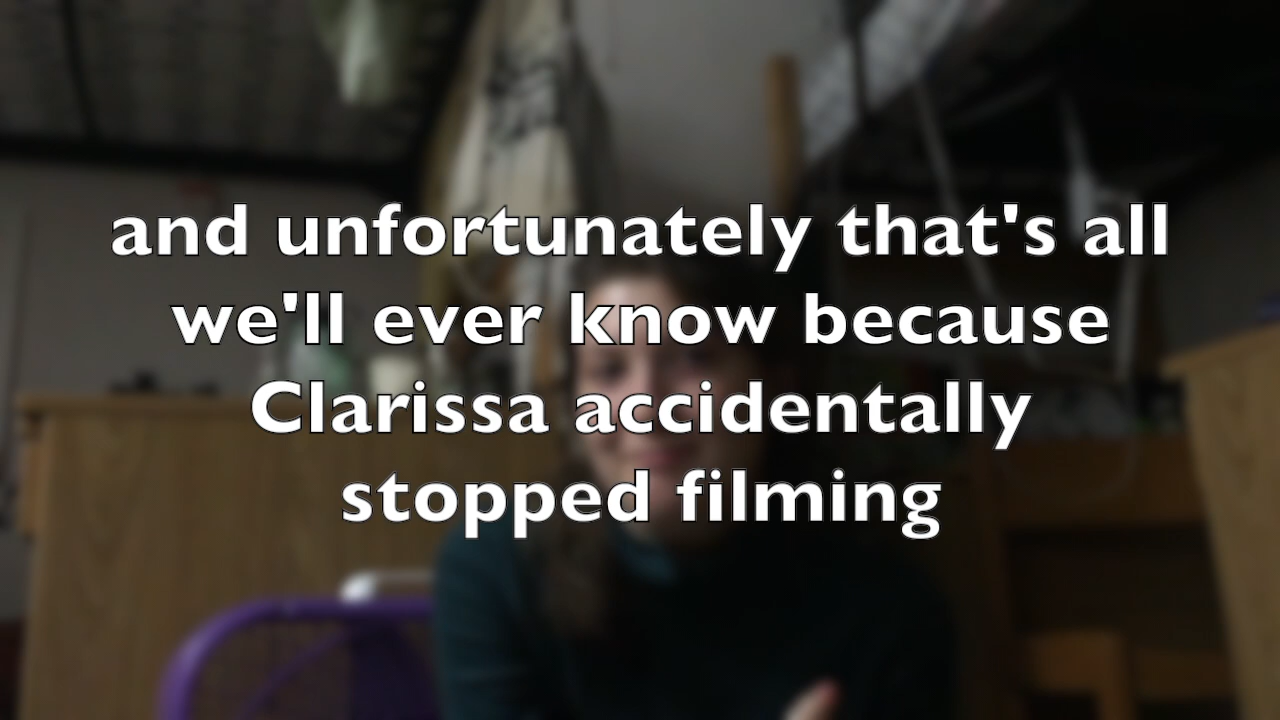 and unfortunately that's all
we'll ever know because
Clarissa accidentally
stopped filming